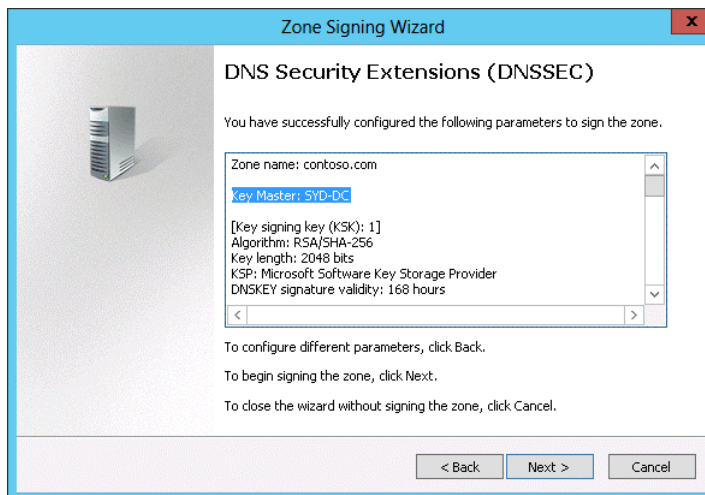 Zone Signing Wizard
x
DNS Security Extensions (DNSSEC)
You have successfully configured the following parameters to sign the zone.
Zone name: contoso.com
Key Master: SYD-DC
[Key signing key (KSK): 1]
Algorithm: RSA/SHA-256
Key length: 2048 bits
KSP: Microsoft Software Key Storage Provider
DNSKEY signature validity: 168 hours
To configure different parameters, click Back.
To begin signing the zone, click Next.
To close the wizard without signing the zone, click Cancel.
< Back Next > Cancel